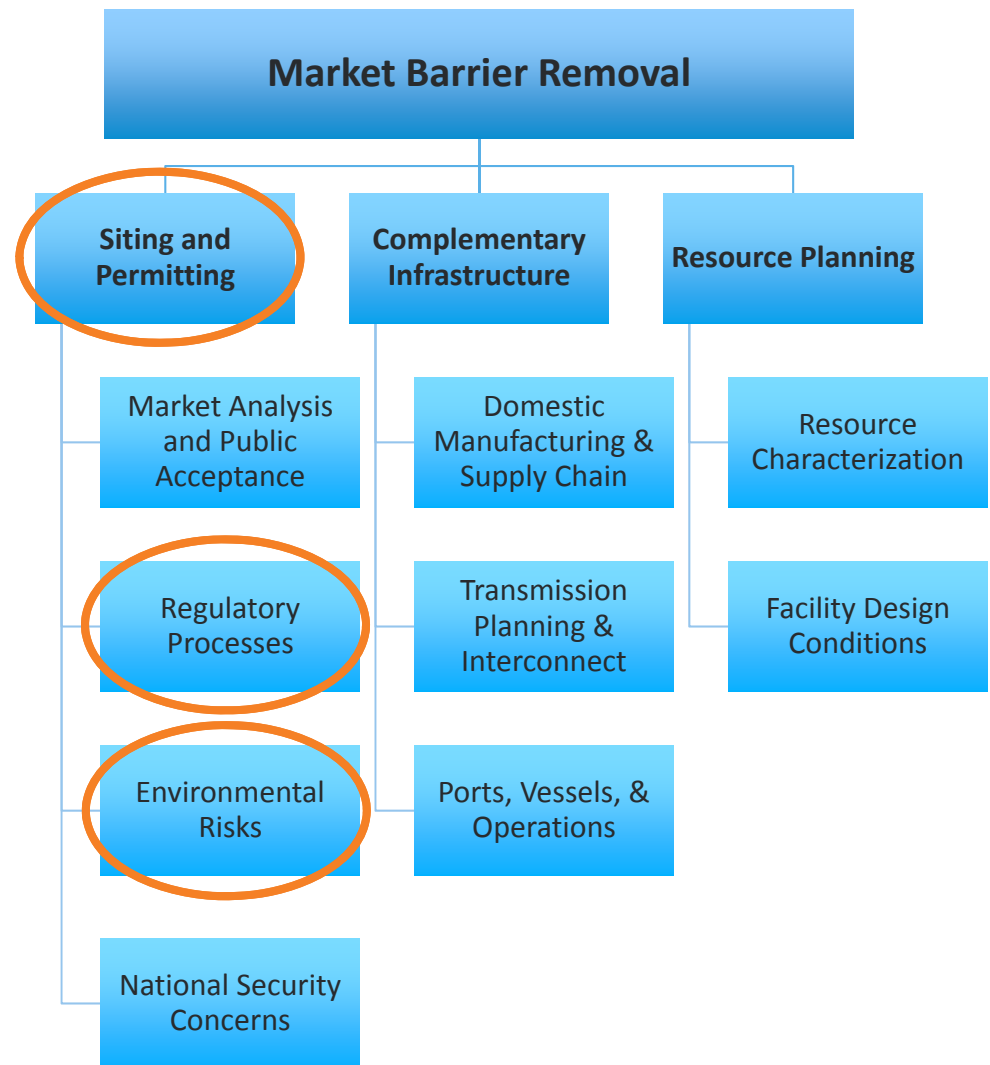 Market Barrier Removal
Siting and
Permitting
Complementary
Infrastructure
Resource Planning
Market Analysis
and Public
Acceptance
Domestic
Manufacturing &
Supply Chain
Resource
Characterization
Regulatory
Processes
Transmission
Planning &
Interconnect
Facility Design
Conditions
Environmental
Risks
Ports, Vessels, &
Operations
National Security
Concerns